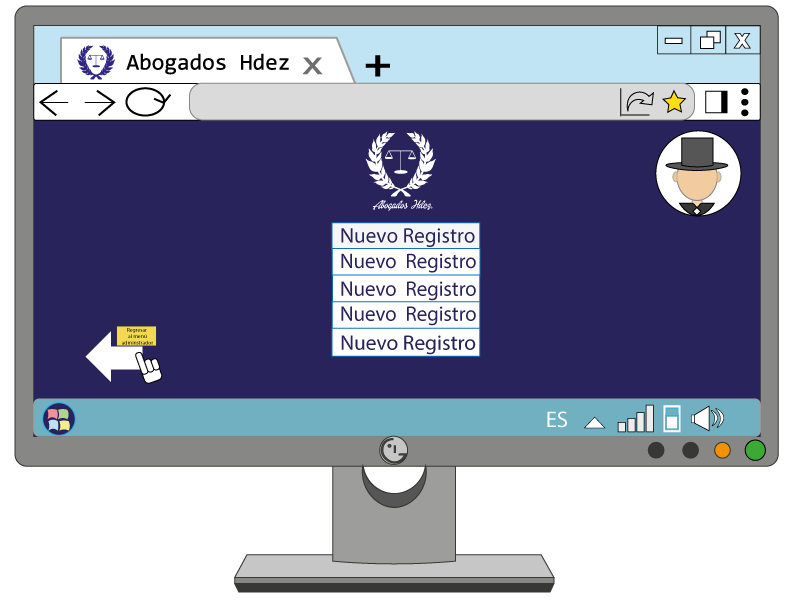 Abogados Hdez X
X
Abogados Hdez.
Nuevo Registro
Nuevo Registro
Nuevo Registro
Nuevo Registro
Nuevo Registro
Regresar
al menú
administrador
ES